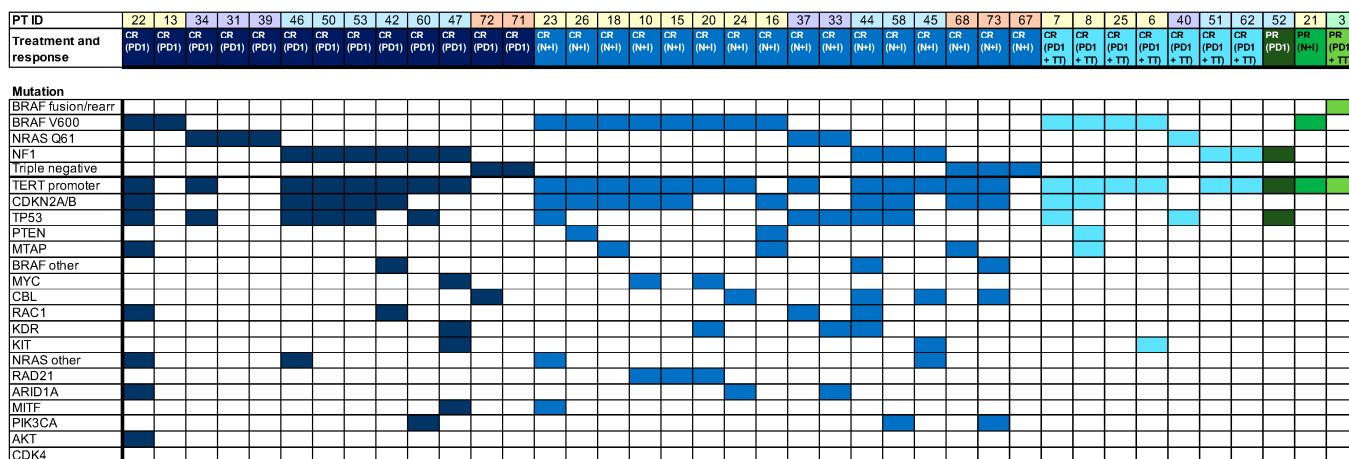 PT ID 22 13 34 31 39 46 50 53 42 60 47 72 71 23 26 18 10 15 20 24 16 37 33 44 58 45 68 73 67 7 8 25 6 40 51 62 52 21 3
Treatment and CR CR CR CR CR CR CR CR CR CR CR CR CR CR CR CR CR CR CR CR CR CR CR CR CR CR CR CR CR CR CR CR CR CR CR CR PR PR PR
response (PD1) (PD1) (PD1) (PD1) (PD1) (PD1) (PD1) (PD1) (PD1) (PD1) (PD1) (PD1) (PD1) (N+I) (N+I) (N+I) (N+I) (N+I) (N+I) (N+I) (N+I) (N+I) (N+I) (N+I) (N+I) (N+I) (N+I) (N+I) (N+I) (PD1 (PD1 (PD1 (PD1 (PD1 (PD1 (PD1 (PD1) (N+I) (PD1
+ TT) + TT) + TT) + TT) + TT) + TT) + TT) + TT)
Mutation
BRAF fusion/rearr
BRAF V600
NRAS Q61
NF1
Triple negative
TERT promoter
CDKN2A/B
TP53
PTEN
MTAP
BRAF other
MYC
CBL
RAC1
KDR
KIT
NRAS other
RAD21
ARID1A
MITF
PIK3CA
AKT
CDK4